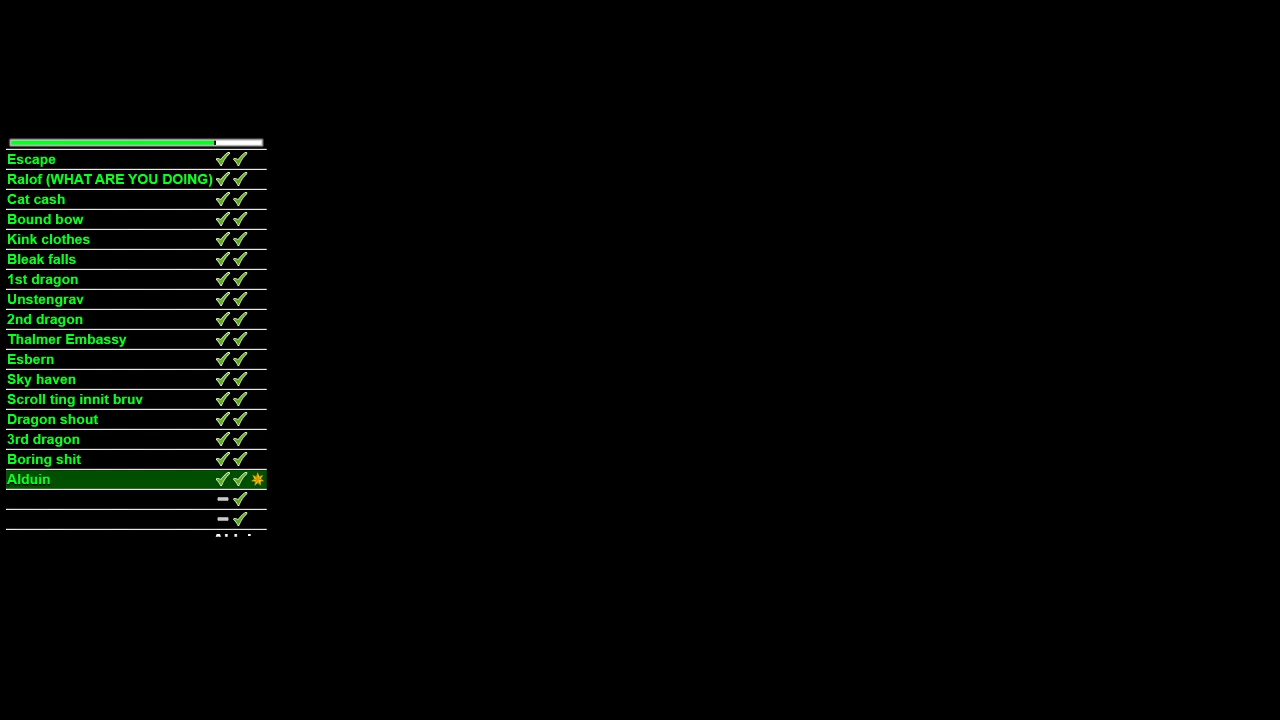 Escape
Ralof (WHAT ARE YOU DOING)
Cat cash
Bound bow
Kink clothes
Bleak falls
1st dragon
Unstengrav
2nd dragon
Thalmer Embassy
Esbern
Sky haven
Scroll ting innit bruv
Dragon shout
3rd dragon
Boring shit
Alduin